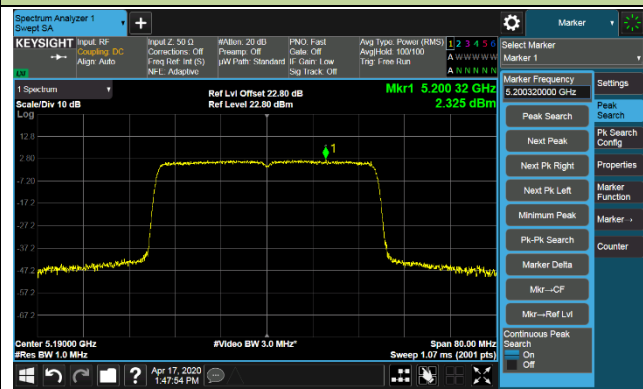 Spectrum Analyzer 1
Swept SA
Marker
KEYSIGHT
Input: RF
Coupling: DC
Align: Auto
Input Z: 50 Ω
Corrections: Off
Freq Ref: Int (S)
NFE: Adaptive
#Atten: 20 dB
Preamp: Off
µW Path: Standard
PNO: Fast
Gate: Off
IF Gain: Low
Sig Track: Off
Avg Type: Power (RMS)
Avg|Hold: 100/100
Trig: Free Run
1 2 3 4 5 6
A W W W W W
A N N N N N
Select Marker
Marker 1
1 Spectrum
Scale/Div 10 dB
Log
Ref Lvl Offset 22.80 dB
Ref Level 22.80 dBm
Mkr1 5.200 32 GHz
2.325 dBm
12.8
2.80
-7.20
-17.2
-27.2
-37.2
-47.2
-57.2
-67.2
1
Center 5.19000 GHz
#Res BW 1.0 MHz
#Video BW 3.0 MHz*
Span 80.00 MHz
Sweep 1.07 ms (2001 pts)
Marker Frequency
5.200320000 GHz
Peak Search
Next Peak
Next Pk Right
Next Pk Left
Minimum Peak
Pk-Pk Search
Marker Delta
Mkr→CF
Mkr→Ref Lvl
Continuous Peak
Search
On
Off
Settings
Peak
Search
Pk Search
Config
Properties
Marker
Function
Marker→
Counter
Apr 17, 2020
1:47:54 PM